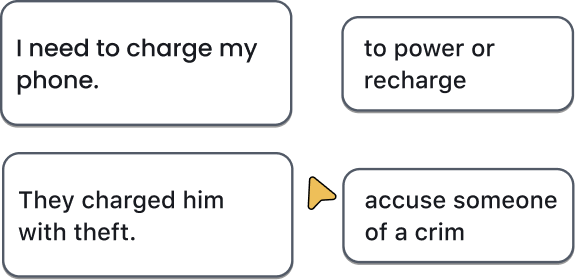 I need to charge my
phone.
to power or
recharge
They charged him
with theft.
accuse someone
of a crim